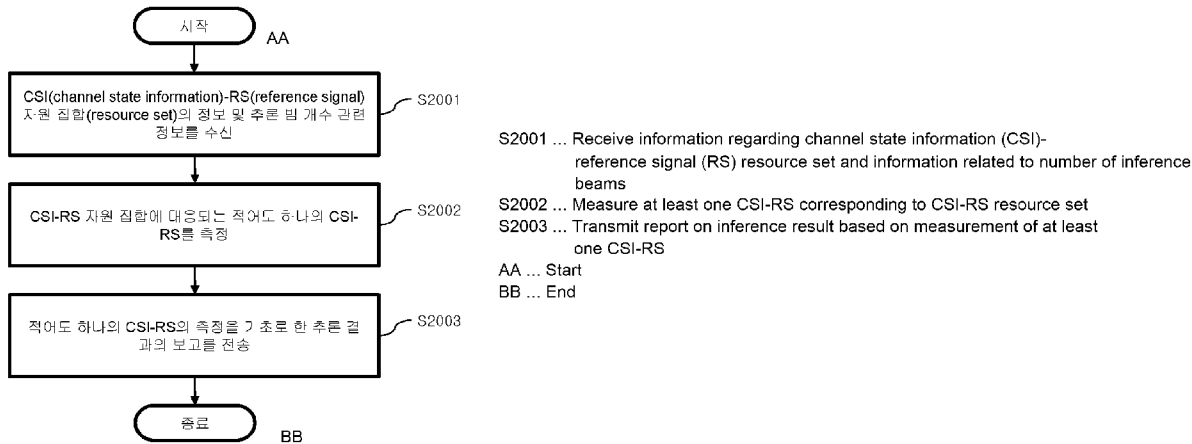 시작
AA
CSI(channel state information)-RS(reference signal)
자원 집합(resource set)의 정보 및 추론 빔 개수 관련
정보를 수신
S2001
CSI-RS 자원 집합에 대응되는 적어도 하나의 CSI-
RS를 측정
S2002
적어도 하나의 CSI-RS의 측정을 기초로 한 추론 결
과의 보고를 전송
S2003
종료
BB
S2001 ... Receive information regarding channel state information (CSI)-
reference signal (RS) resource set and information related to number of inference
beams
S2002 ... Measure at least one CSI-RS corresponding to CSI-RS resource set
S2003 ... Transmit report on inference result based on measurement of at least
one CSI-RS
AA ... Start
BB ... End